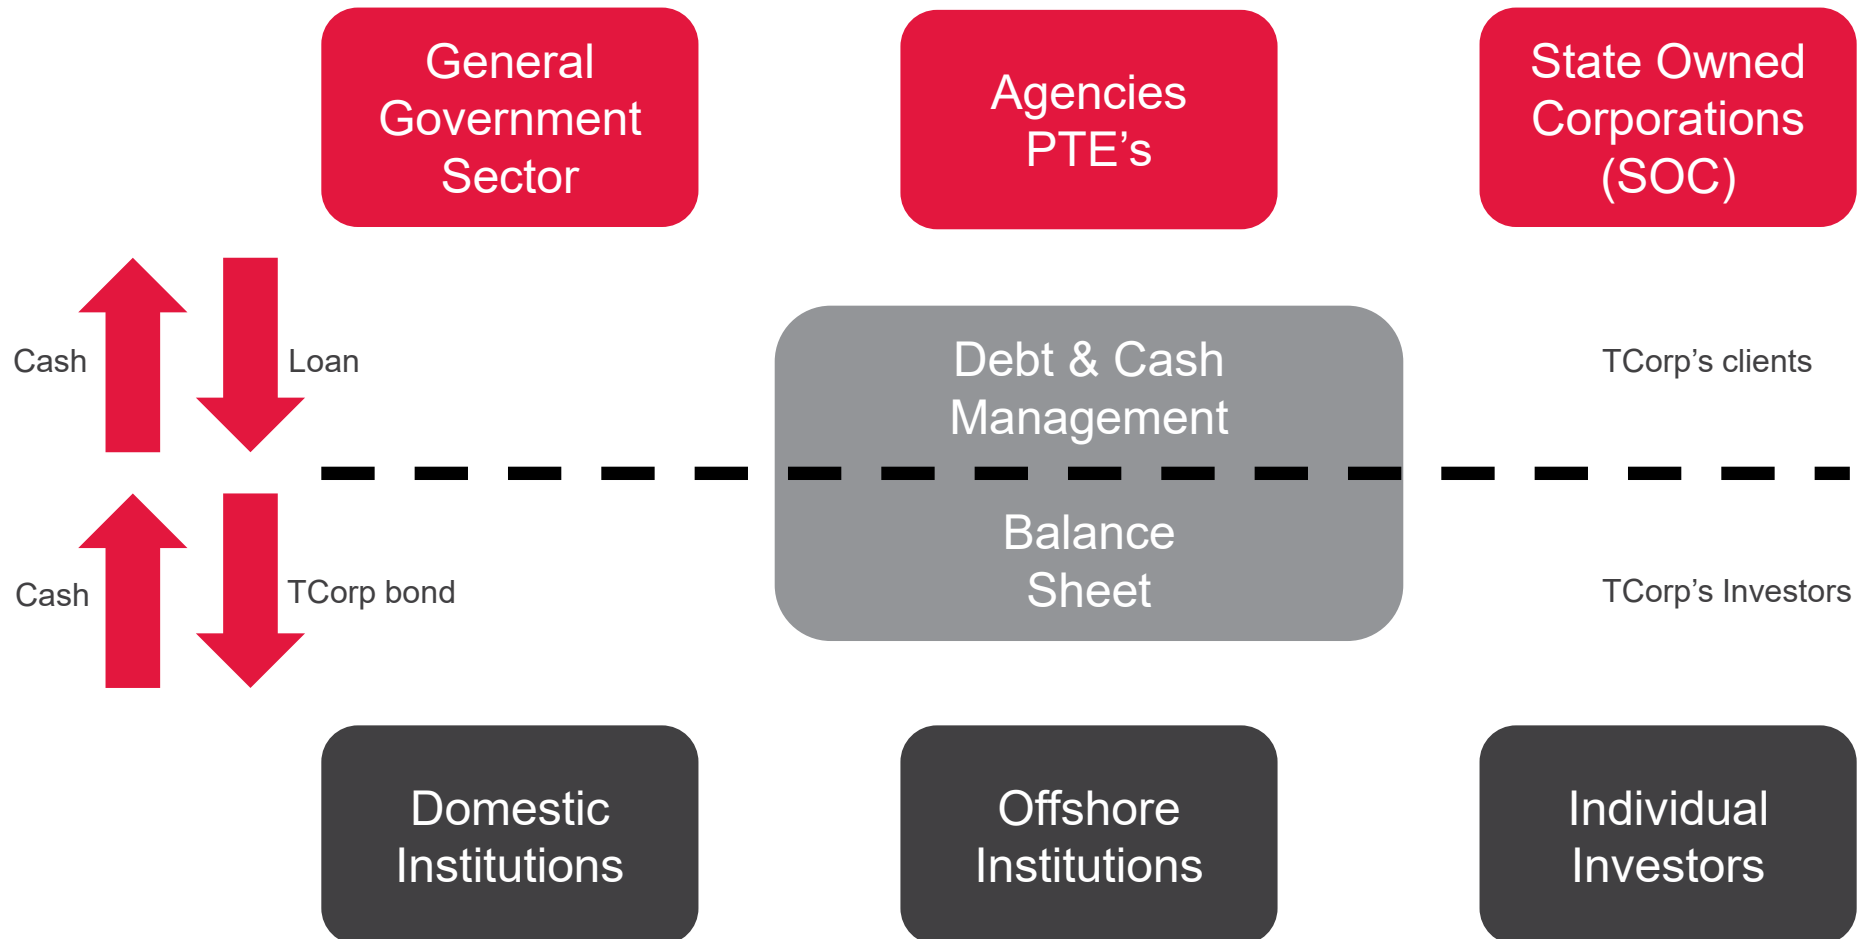 General
Government
Sector
Agencies
PTE’s
State Owned
Corporations
(SOC)
Cash
Loan
Debt & Cash
Management
TCorp’s clients
Cash
TCorp bond
Balance
Sheet
TCorp’s Investors
Domestic
Institutions
Offshore
Institutions
Individual
Investors